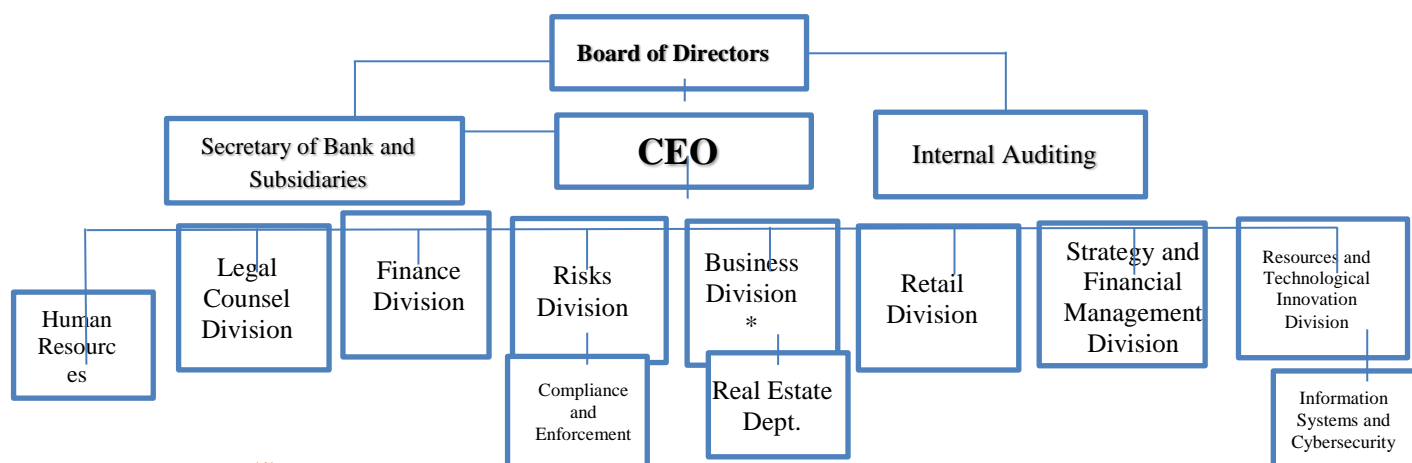 Board of Directors
Secretary of Bank and
Subsidiaries
CEO
Internal Auditing
Human
Resourc
es
Legal
Counsel
Division
Finance
Division
Risks
Division
Business
Division
*
Retail
Division
Strategy and
Financial
Management
Division
Resources and
Technological
Innovation
Division
Compliance
and
Enforcement
Real Estate
Dept.
Information
Systems and
Cybersecurity